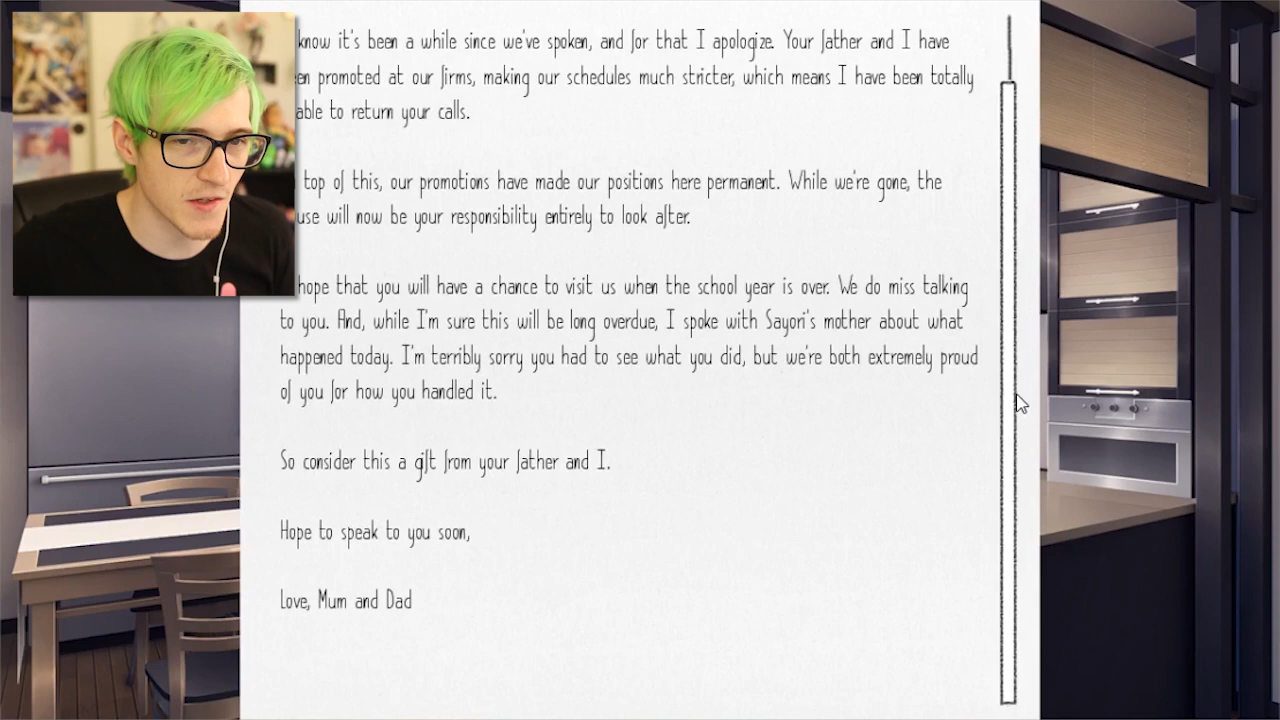 know it's been a while since we've spoken, and for that I apologize. Your father and I have
promoted at our firms, making our schedules much stricter, which means I have been totally
to return your calls.
top of this, our promotions have made our positions here permanent. While we're gone, the
will now be your responsibility entirely to look after.
hope that you will have a chance to visit us when the school year is over. We do miss talking
to you. And, while I'm sure this will be long overdue, I spoke with Sayori's mother about what
happened today. I'm terribly sorry you had to see what you did, but we're both extremely proud
of you for how you handled it.
So consider this a gift from your father and I.
Hope to speak to you soon,
Love, Mum and Dad